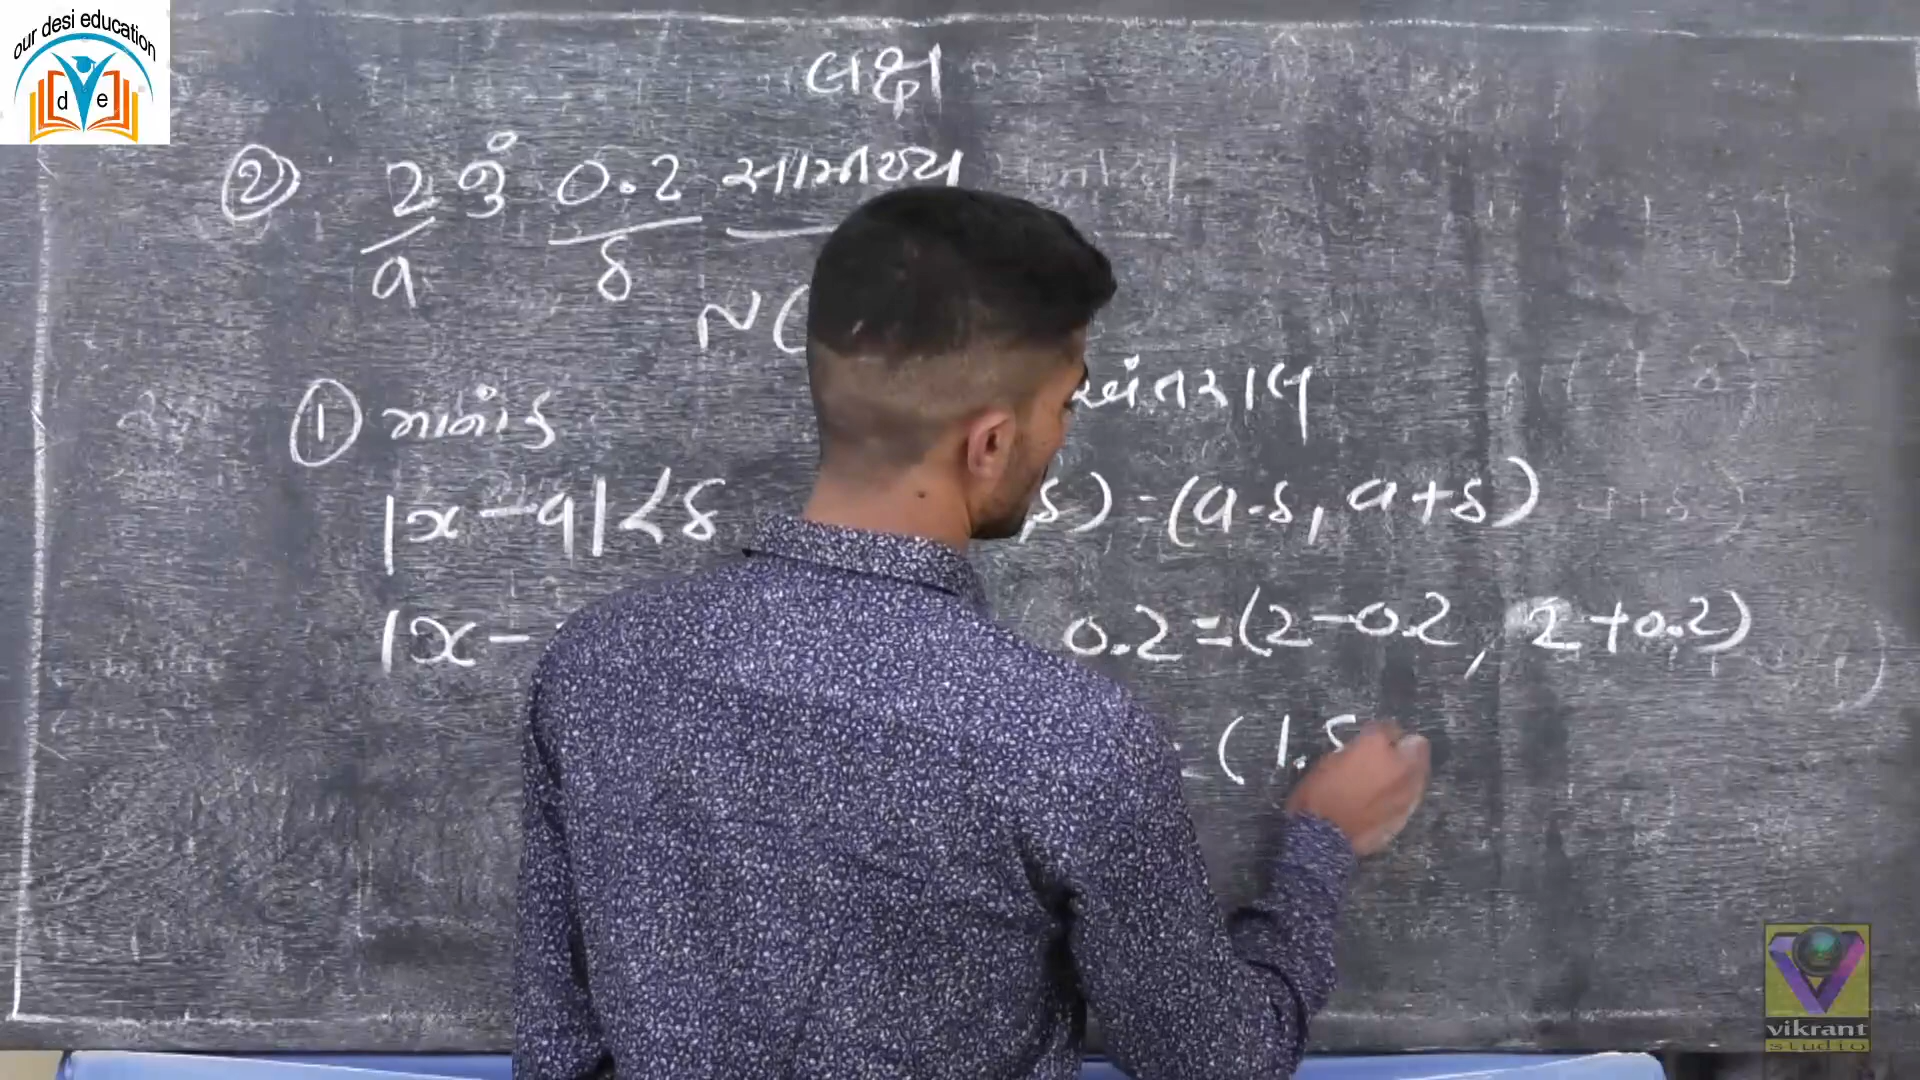 our desi education
d e
લક્ષ
(2) 2 નું 0.2 સામીપ્ય
a δ
N(
(1) માનાંક અંતરાલ
|x-a|<δ δ) = (a-δ, a+δ)
|x- 0.2 = (2-0.2, 2+0.2)
= (1.8
vikrant
studio